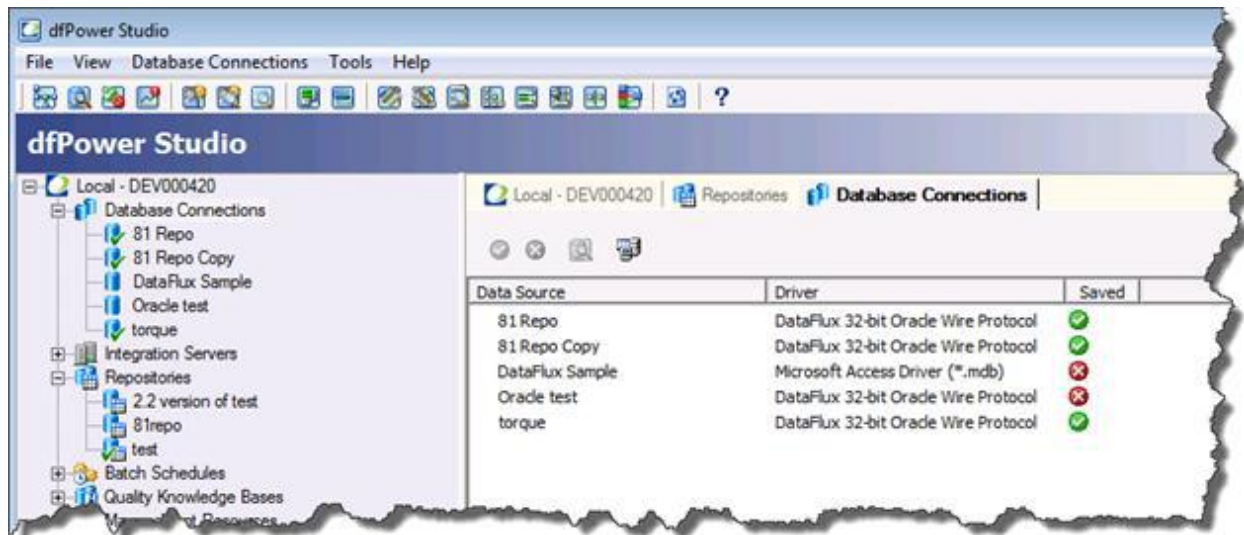 dfPower Studio
File View Database Connections Tools Help
?
dfPower Studio
Local - DEV000420
Database Connections
81 Repo
81 Repo Copy
DataFlux Sample
Oracle test
torque
Integration Servers
Repositories
2.2 version of test
81repo
test
Batch Schedules
Quality Knowledge Bases
Local - DEV000420 Repositories Database Connections
Data Source Driver Saved
81 Repo DataFlux 32-bit Oracle Wire Protocol
81 Repo Copy DataFlux 32-bit Oracle Wire Protocol
DataFlux Sample Microsoft Access Driver (*.mdb)
Oracle test DataFlux 32-bit Oracle Wire Protocol
torque DataFlux 32-bit Oracle Wire Protocol